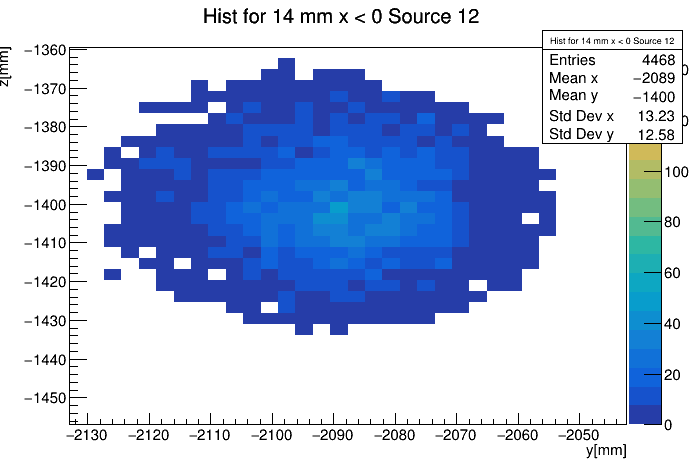 Hist for 14 mm x < 0 Source 12
Hist for 14 mm x < 0 Source 12
Entries 4468
Mean x −2089
Mean y −1400
Std Dev x 13.23
Std Dev y 12.58
z[mm]
−1360
−1370
−1380
−1390
−1400
−1410
−1420
−1430
−1440
−1450
−2130 −2120 −2110 −2100 −2090 −2080 −2070 −2060 −2050
y[mm]
100
80
60
40
20
0